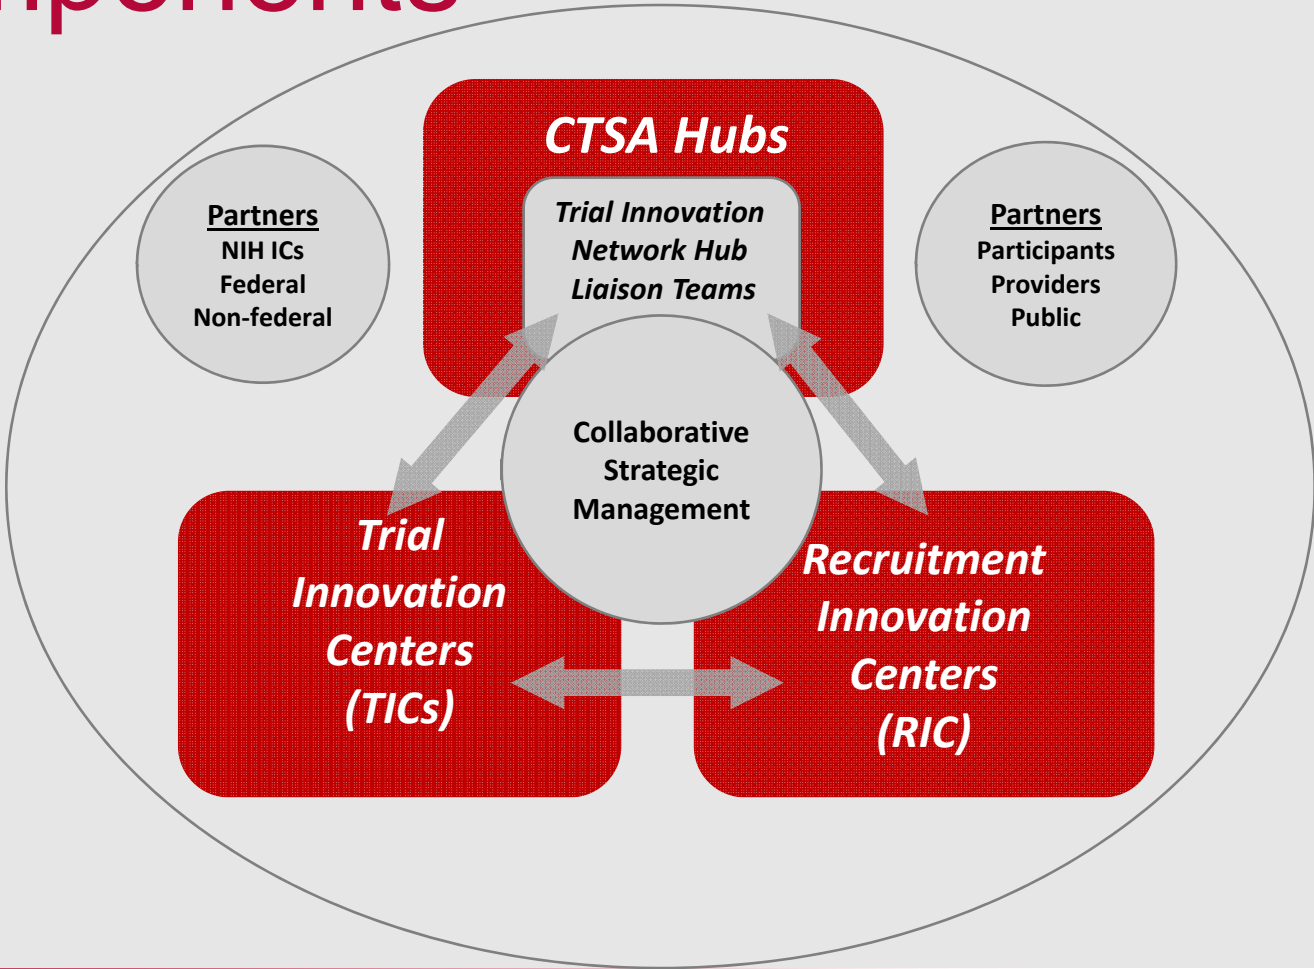 CTSA Hubs
Trial Innovation
Network Hub
Liaison Teams
Partners
NIH ICs
Federal
Non-federal
Partners
Participants
Providers
Public
Collaborative
Strategic
Management
Trial
Innovation
Centers
(TICs)
Recruitment
Innovation
Centers
(RIC)